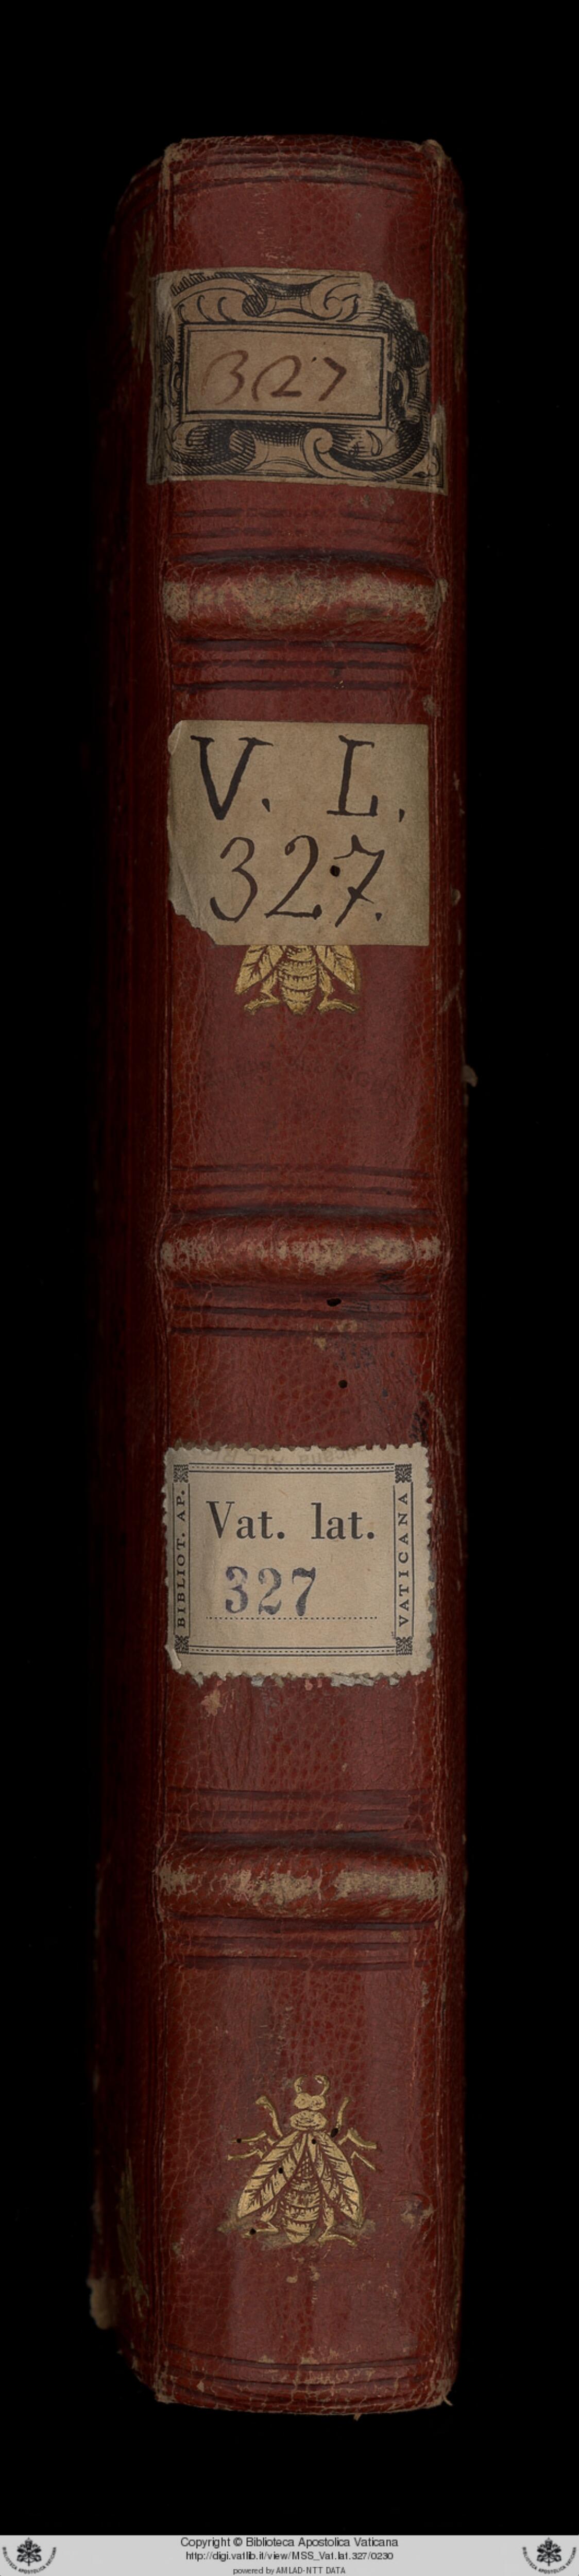 327
V. L.
327.
BIBLIOT. AP.
Vat. lat.
327
VATICANA
Copyright © Biblioteca Apostolica Vaticana
http://digi.vatlib.it/view/MSS_Vat.lat.327/0230
powered by AMLAD-NTT DATA